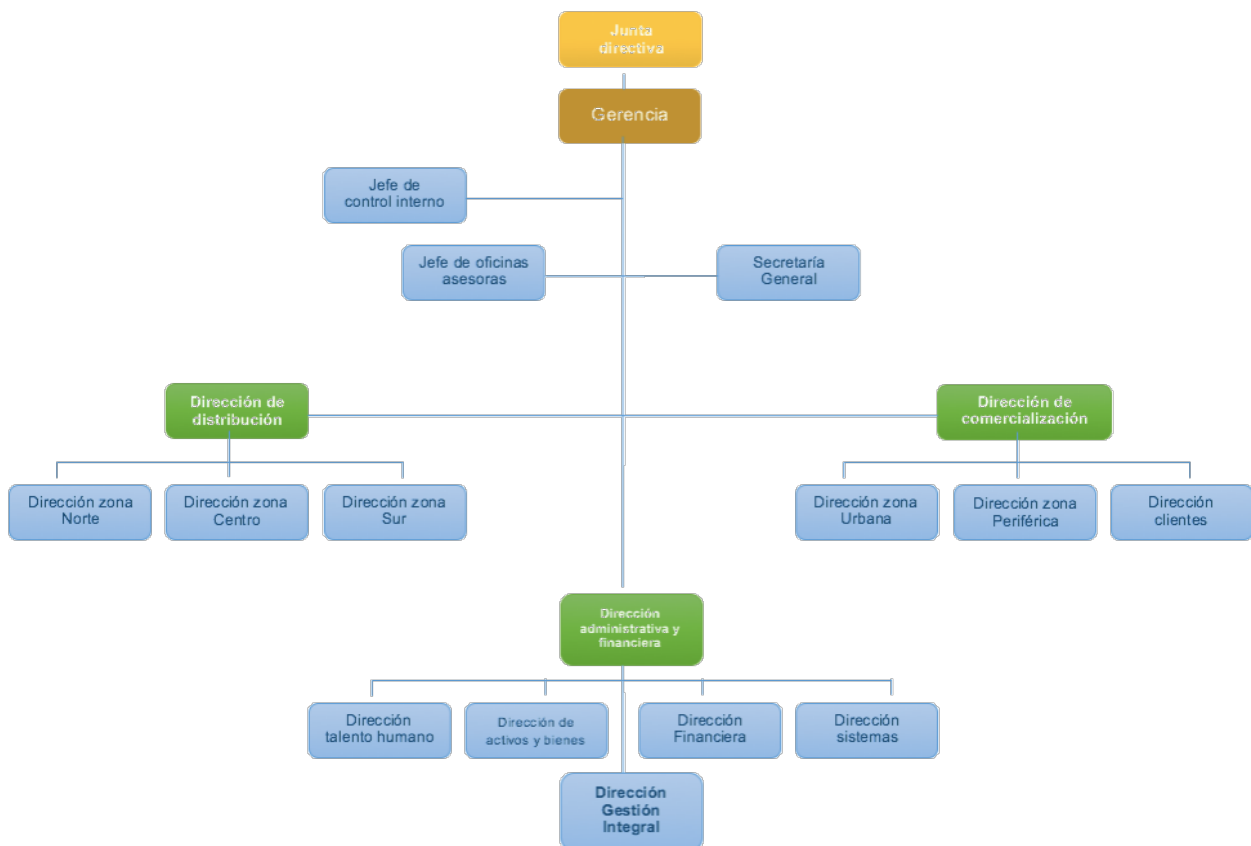 Junta
directiva
Gerencia
Jefe de
control interno
Jefe de oficinas
asesoras
Secretaría
General
Dirección de
distribución
Dirección de
comercialización
Dirección zona
Norte
Dirección zona
Centro
Dirección zona
Sur
Dirección zona
Urbana
Dirección zona
Periférica
Dirección
clientes
Dirección
administrativa y
financiera
Dirección
talento humano
Dirección de
activos y bienes
Dirección
Financiera
Dirección
sistemas
Dirección
Gestión
Integral